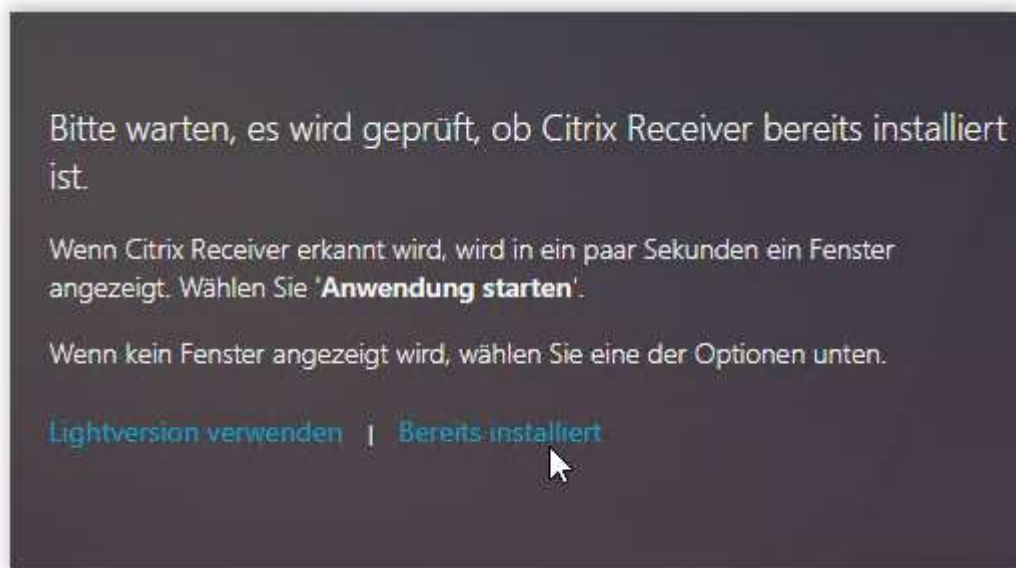 Bitte warten, es wird geprüft, ob Citrix Receiver bereits installiert
ist.
Wenn Citrix Receiver erkannt wird, wird in ein paar Sekunden ein Fenster
angezeigt. Wählen Sie 'Anwendung starten'.
Wenn kein Fenster angezeigt wird, wählen Sie eine der Optionen unten.
Lightversion verwenden | Bereits installiert